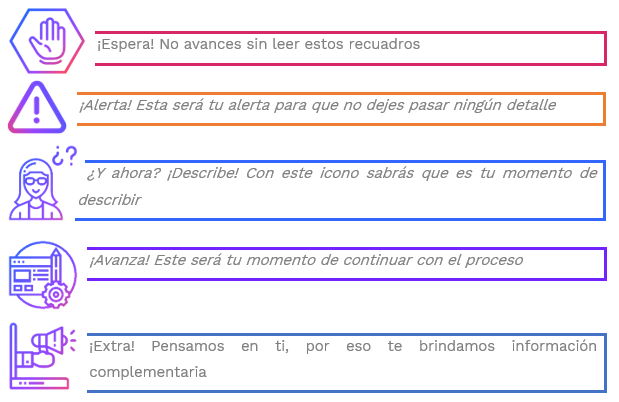 ¡Espera! No avances sin leer estos recuadros
¡Alerta! Esta será tu alerta para que no dejes pasar ningún detalle
¿?
¿Y ahora? ¡Describe! Con este icono sabrás que es tu momento de
describir
¡Avanza! Este será tu momento de continuar con el proceso
¡Extra! Pensamos en ti, por eso te brindamos información
complementaria